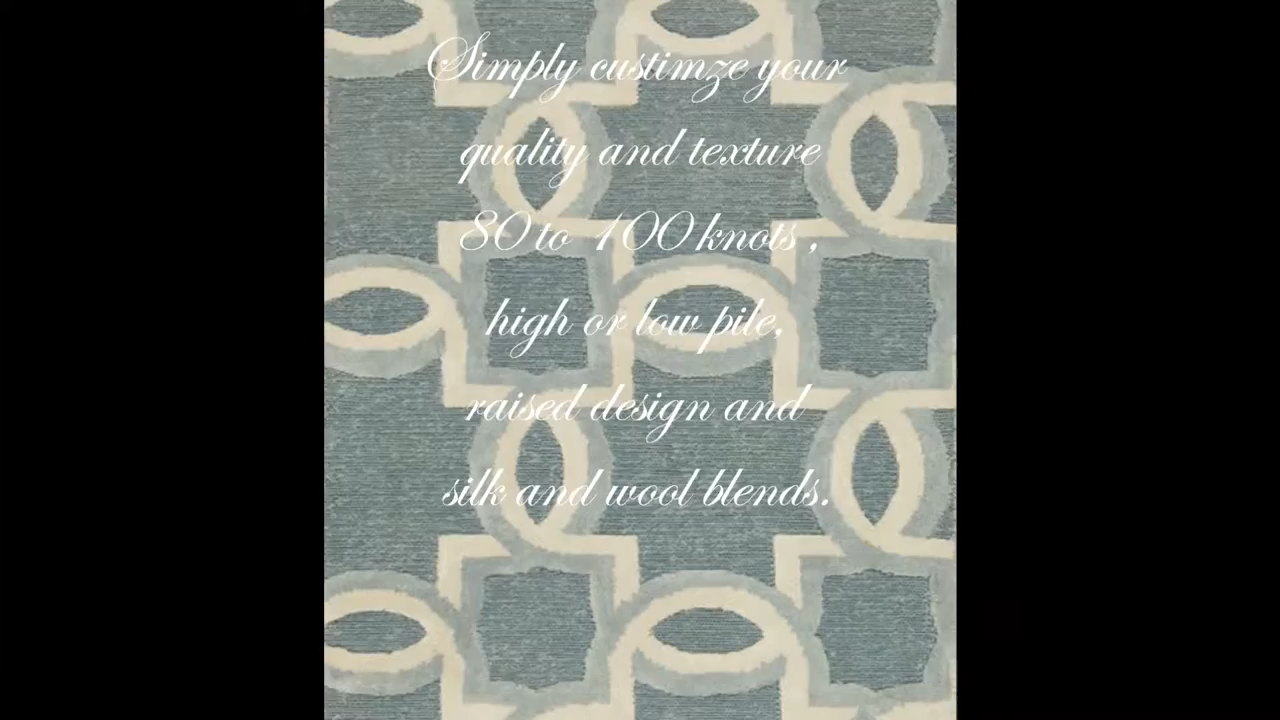 Simply custimze your
quality and texture
80 to 100 knots ,
high or low pile,
raised design and
silk and wool blends.